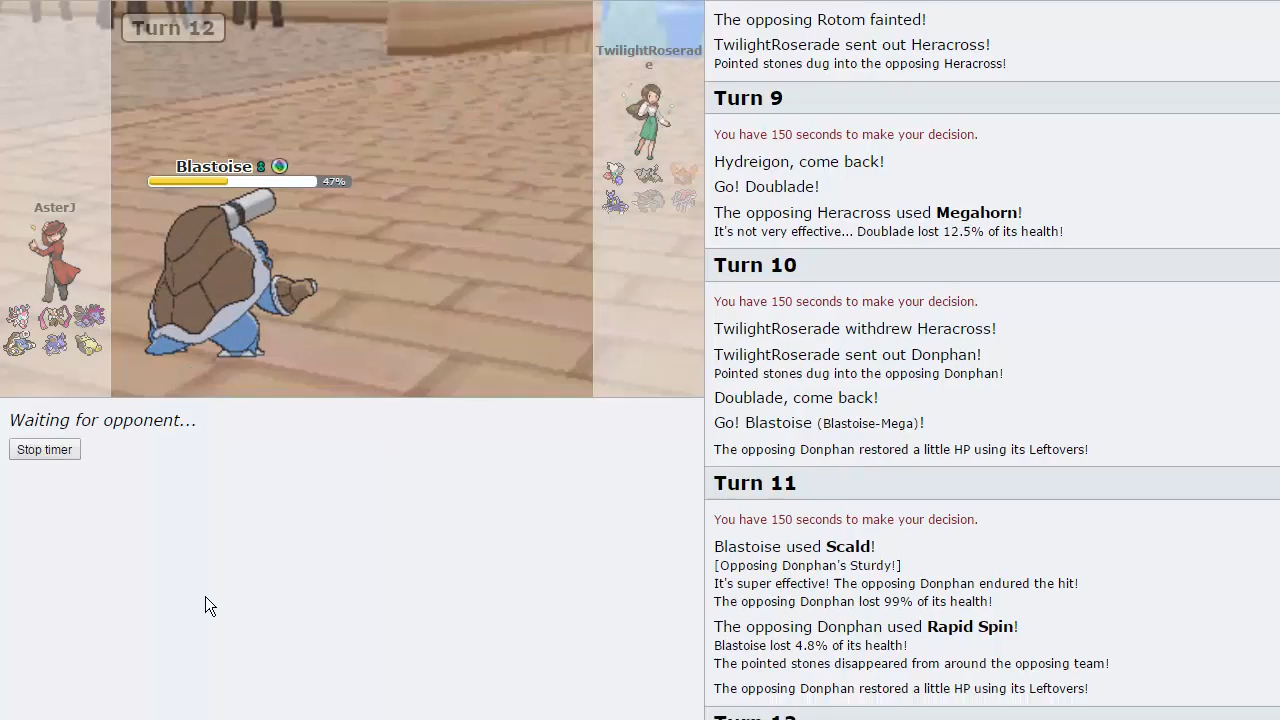 Turn 12
TwilightRoserad
e
Blastoise
47%
AsterJ
Waiting for opponent...
Stop timer
The opposing Rotom fainted!
TwilightRoserade sent out Heracross!
Pointed stones dug into the opposing Heracross!
Turn 9
You have 150 seconds to make your decision.
Hydreigon, come back!
Go! Doublade!
The opposing Heracross used Megahorn!
It's not very effective... Doublade lost 12.5% of its health!
Turn 10
You have 150 seconds to make your decision.
TwilightRoserade withdrew Heracross!
TwilightRoserade sent out Donphan!
Pointed stones dug into the opposing Donphan!
Doublade, come back!
Go! Blastoise (Blastoise-Mega)!
The opposing Donphan restored a little HP using its Leftovers!
Turn 11
You have 150 seconds to make your decision.
Blastoise used Scald!
[Opposing Donphan's Sturdy!]
It's super effective! The opposing Donphan endured the hit!
The opposing Donphan lost 99% of its health!
The opposing Donphan used Rapid Spin!
Blastoise lost 4.8% of its health!
The pointed stones disappeared from around the opposing team!
The opposing Donphan restored a little HP using its Leftovers!
Turn 12